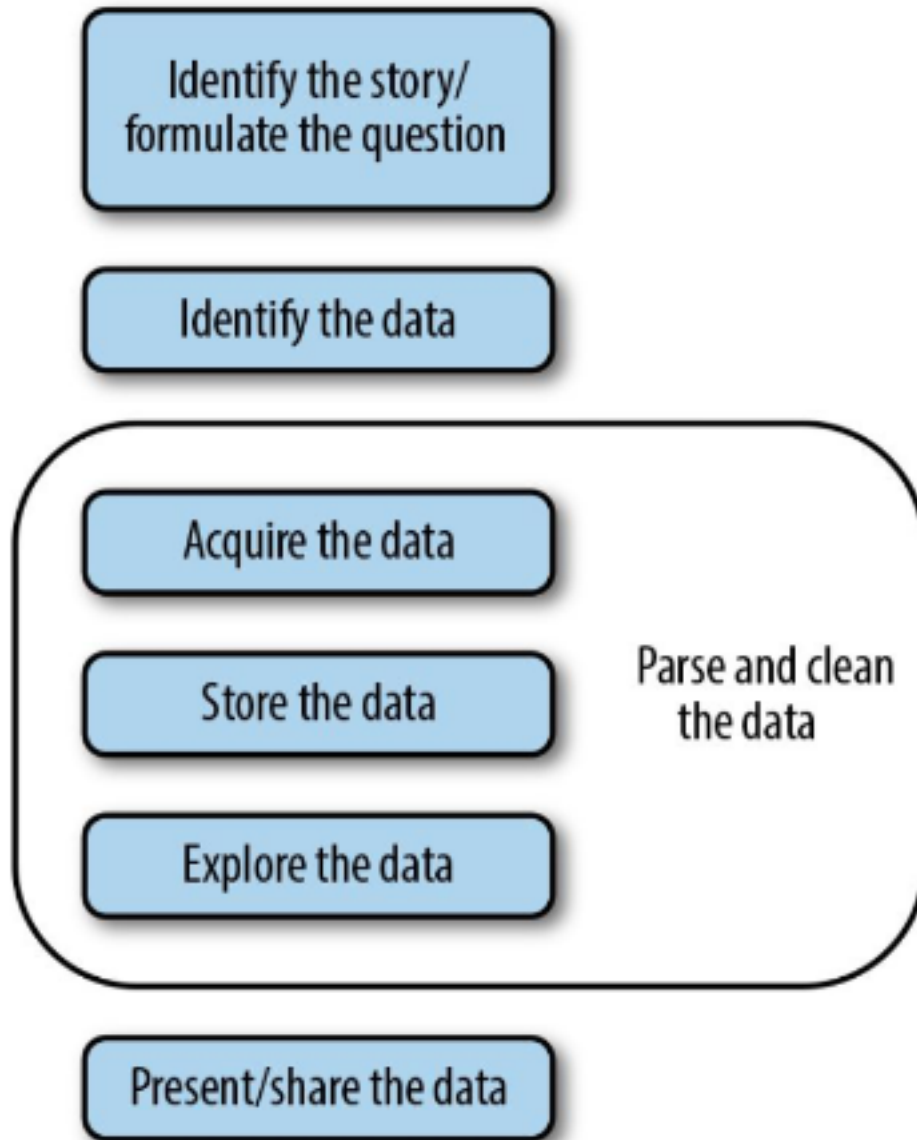 Identify the story/
formulate the question
Identify the data
Acquire the data
Store the data
Parse and clean
the data
Explore the data
Present/share the data